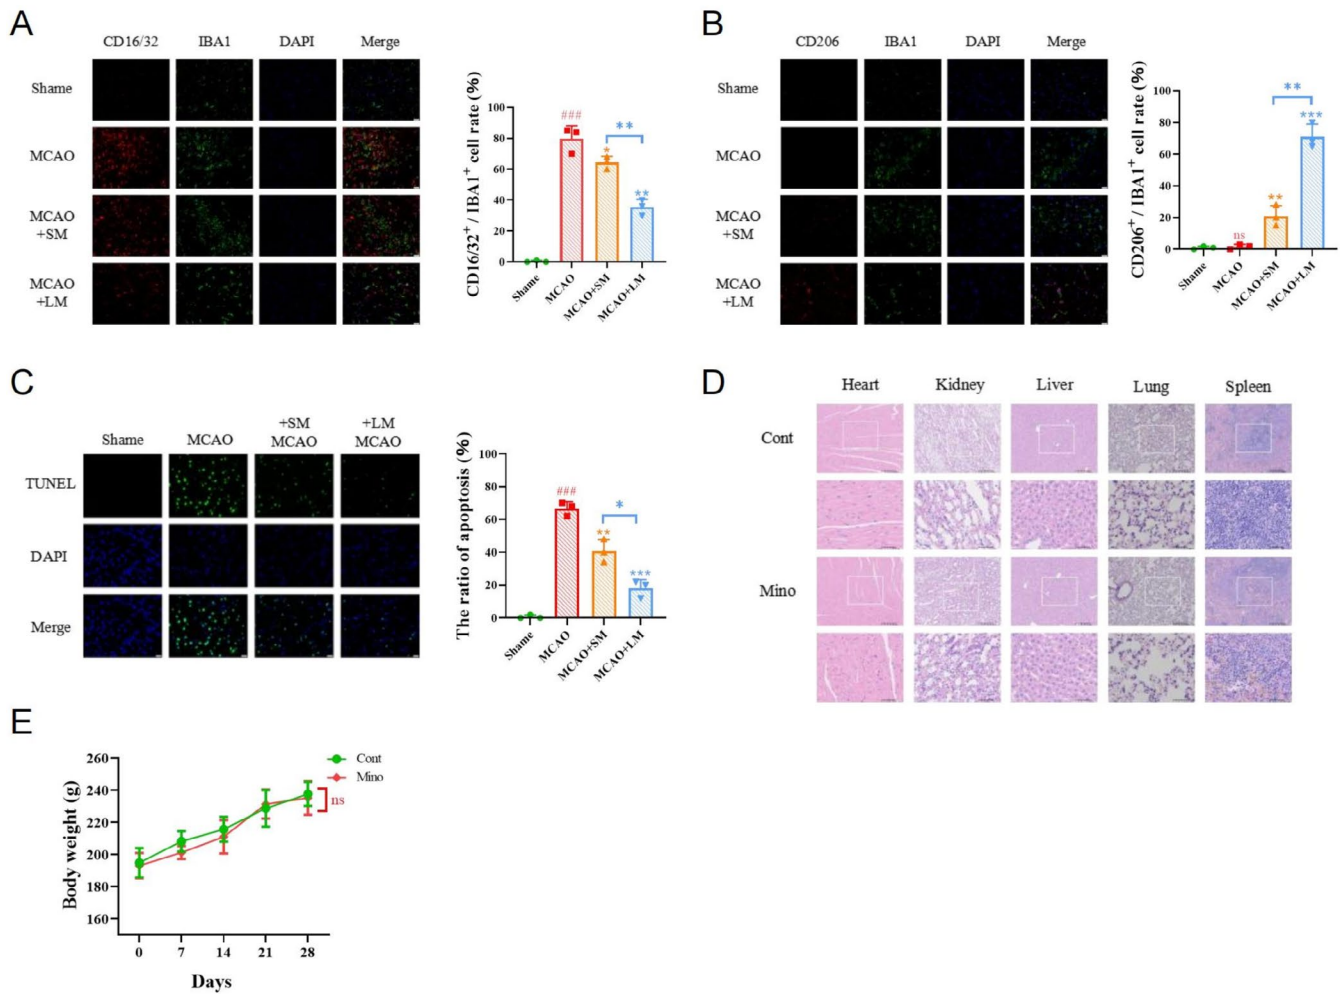 A
CD16/32 IBA1 DAPI Merge
Shame
MCAO
MCAO
+SM
MCAO
+LM
CD16/32+ / IBA1+ cell rate (%)
100
80
60
40
20
0
###
*
**
**
Shame MCAO MCAO+SM MCAO+LM
B
CD206 IBA1 DAPI Merge
Shame
MCAO
MCAO
+SM
MCAO
+LM
CD206+ / IBA1+ cell rate (%)
100
80
60
40
20
0
ns
**
***
**
Shame MCAO MCAO+SM MCAO+LM
C
Shame MCAO +SM MCAO +LM MCAO
TUNEL
DAPI
Merge
The ratio of apoptosis (%)
100
80
60
40
20
0
###
**
***
*
Shame MCAO MCAO+SM MCAO+LM
D
Heart Kidney Liver Lung Spleen
Cont
Mino
E
Body weight (g)
260
240
220
200
180
160
Cont
Mino
ns
0 7 14 21 28
Days